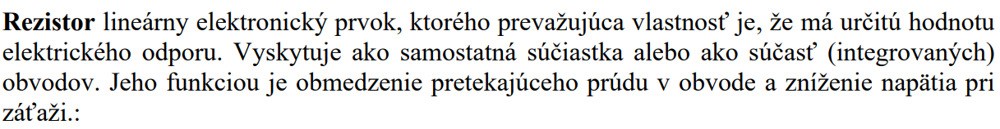 Rezistor lineárny elektronický prvok, ktorého prevažujúca vlastnosť je, že má určitú hodnotu
elektrického odporu. Vyskytuje ako samostatná súčiastka alebo ako súčasť (integrovaných)
obvodov. Jeho funkciou je obmedzenie pretekajúceho prúdu v obvode a zníženie napätia pri
záťaži.: